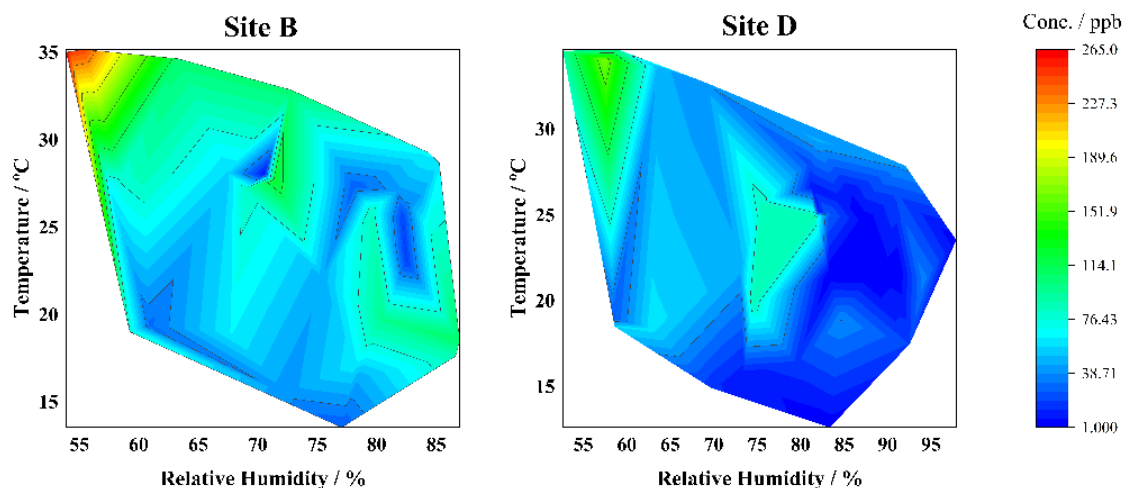 Site B
Site D
Conc. / ppb
Temperature / °C
35
30
25
20
15
55 60 65 70 75 80 85
Relative Humidity / %
Temperature / °C
30
25
20
15
55 60 65 70 75 80 85 90 95
Relative Humidity / %
265.0
227.3
189.6
151.9
114.1
76.43
38.71
1.000